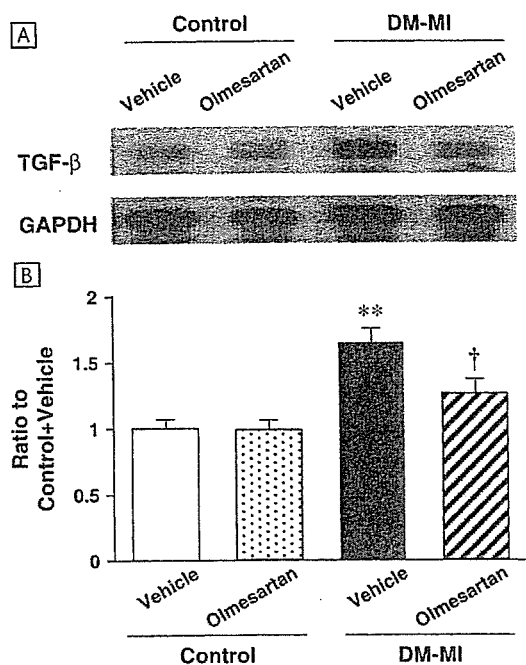 A
Control DM-MI
Vehicle Olmesartan Vehicle Olmesartan
TGF-β
GAPDH
B
Ratio to
Control+Vehicle
2
1.5
1
0.5
0
**
†
Vehicle Olmesartan Vehicle Olmesartan
Control DM-MI